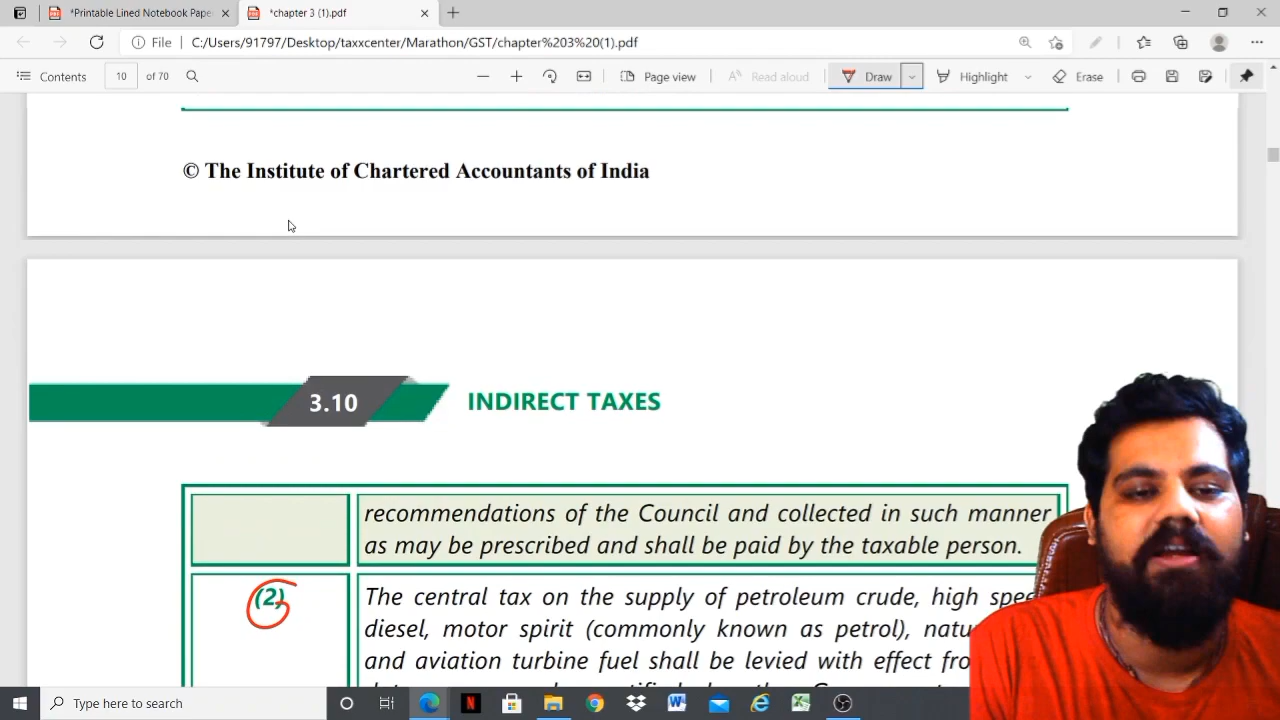 *Printable Lined Notebook Pape
*chapter 3 (1).pdf
File
C:/Users/91797/Desktop/taxxcenter/Marathon/GST/chapter%203%20(1).pdf
Contents
10
of 70
Page view
Read aloud
Draw
Highlight
Erase
© The Institute of Chartered Accountants of India
3.10
INDIRECT TAXES
recommendations of the Council and collected in such manner
as may be prescribed and shall be paid by the taxable person.
(2)
The central tax on the supply of petroleum crude, high spee
diesel, motor spirit (commonly known as petrol), natu
and aviation turbine fuel shall be levied with effect fro
Type here to search